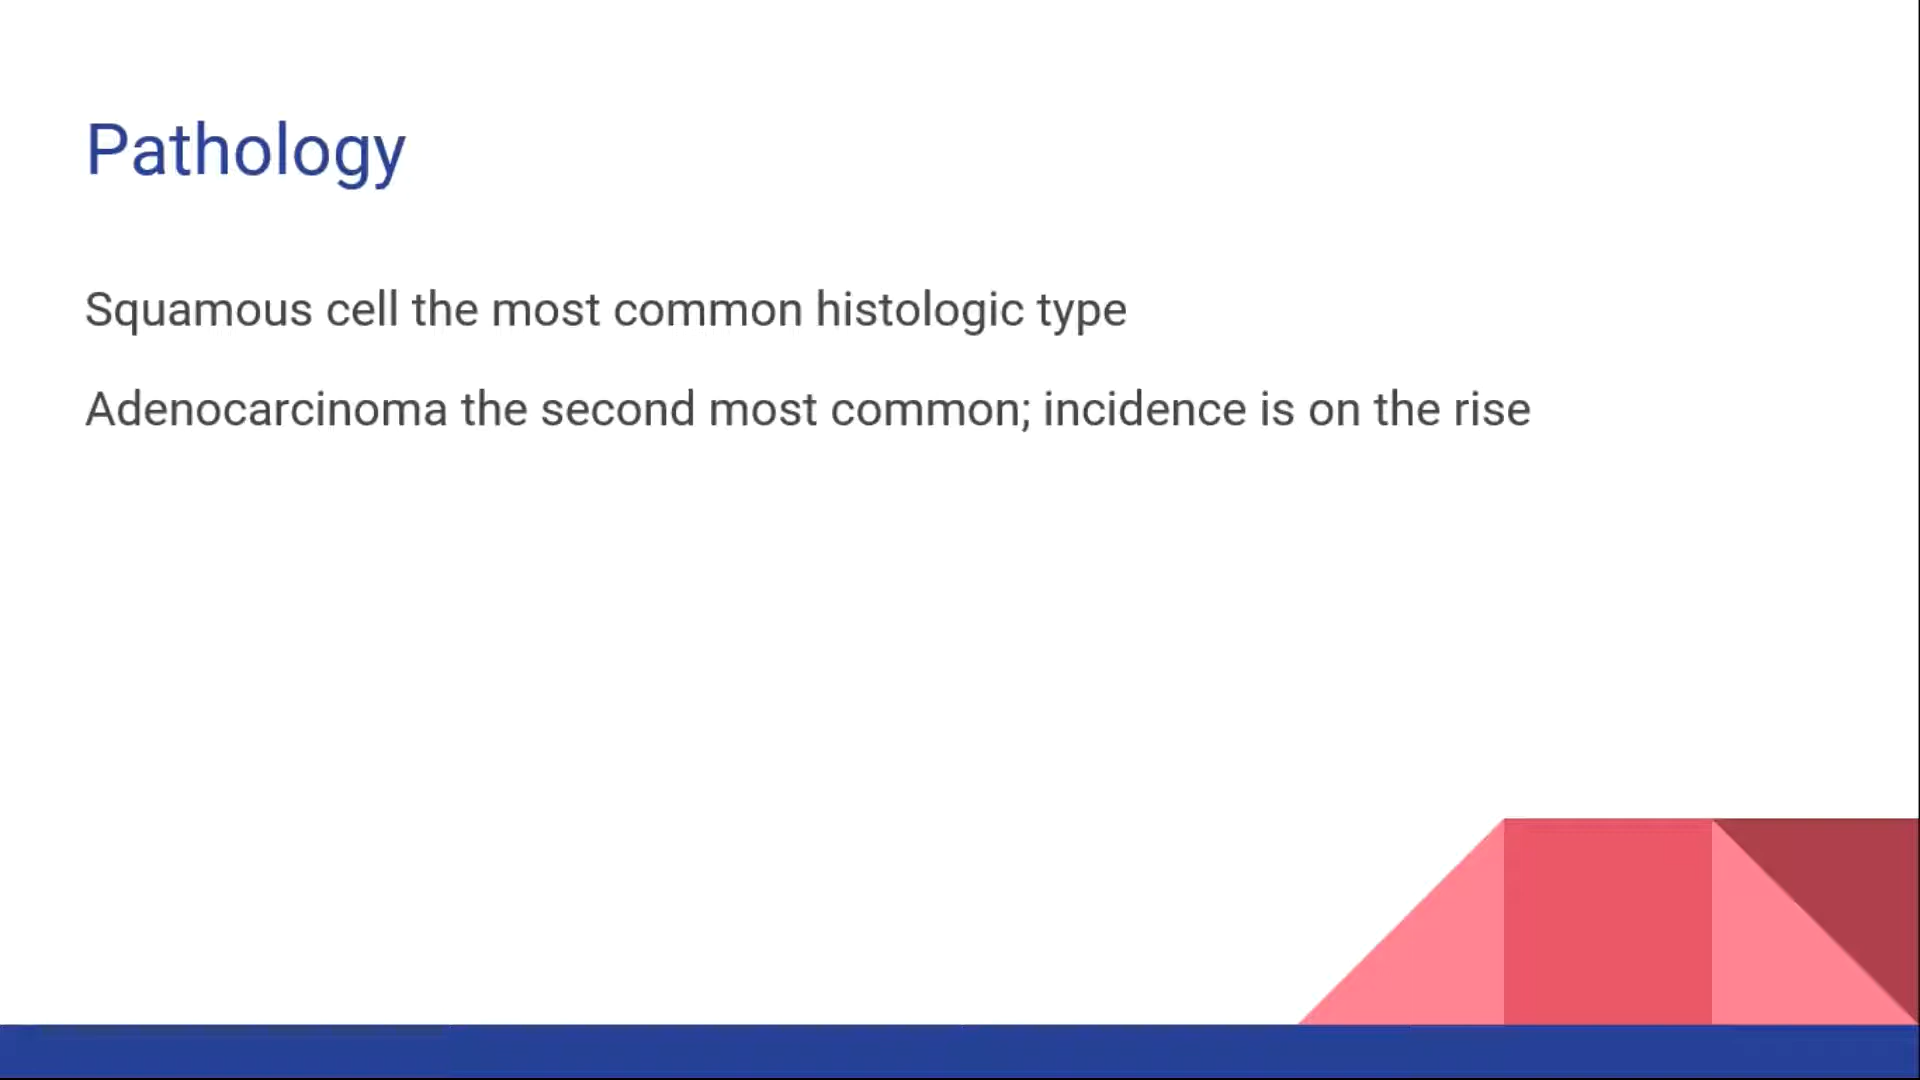 Pathology
Squamous cell the most common histologic type
Adenocarcinoma the second most common; incidence is on the rise